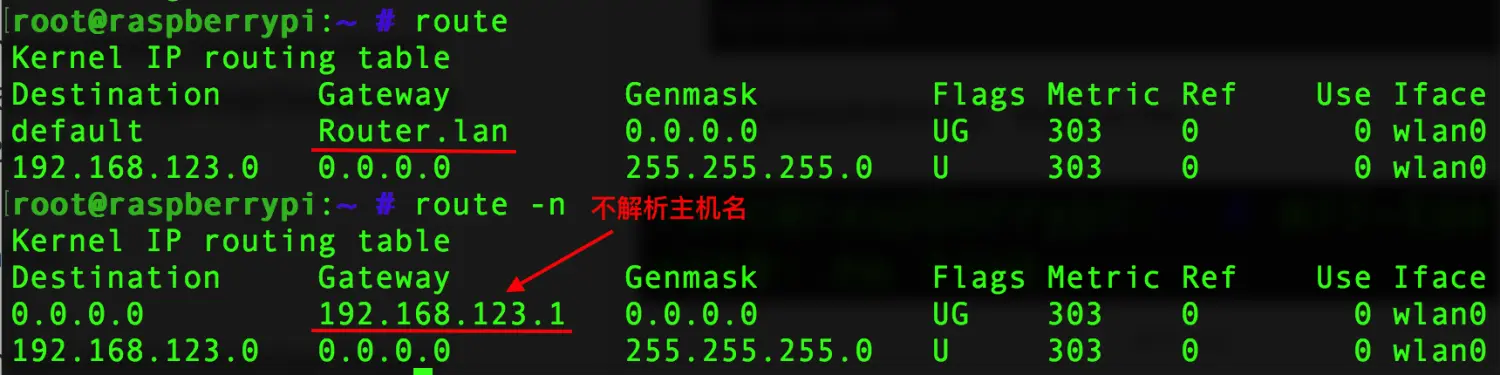 [root@raspberrypi:~ # route
Kernel IP routing table
Destination Gateway Genmask Flags Metric Ref Use Iface
default Router.lan 0.0.0.0 UG 303 0 0 wlan0
192.168.123.0 0.0.0.0 255.255.255.0 U 303 0 0 wlan0
[root@raspberrypi:~ # route -n 不解析主机名
Kernel IP routing table
Destination Gateway Genmask Flags Metric Ref Use Iface
0.0.0.0 192.168.123.1 0.0.0.0 UG 303 0 0 wlan0
192.168.123.0 0.0.0.0 255.255.255.0 U 303 0 0 wlan0